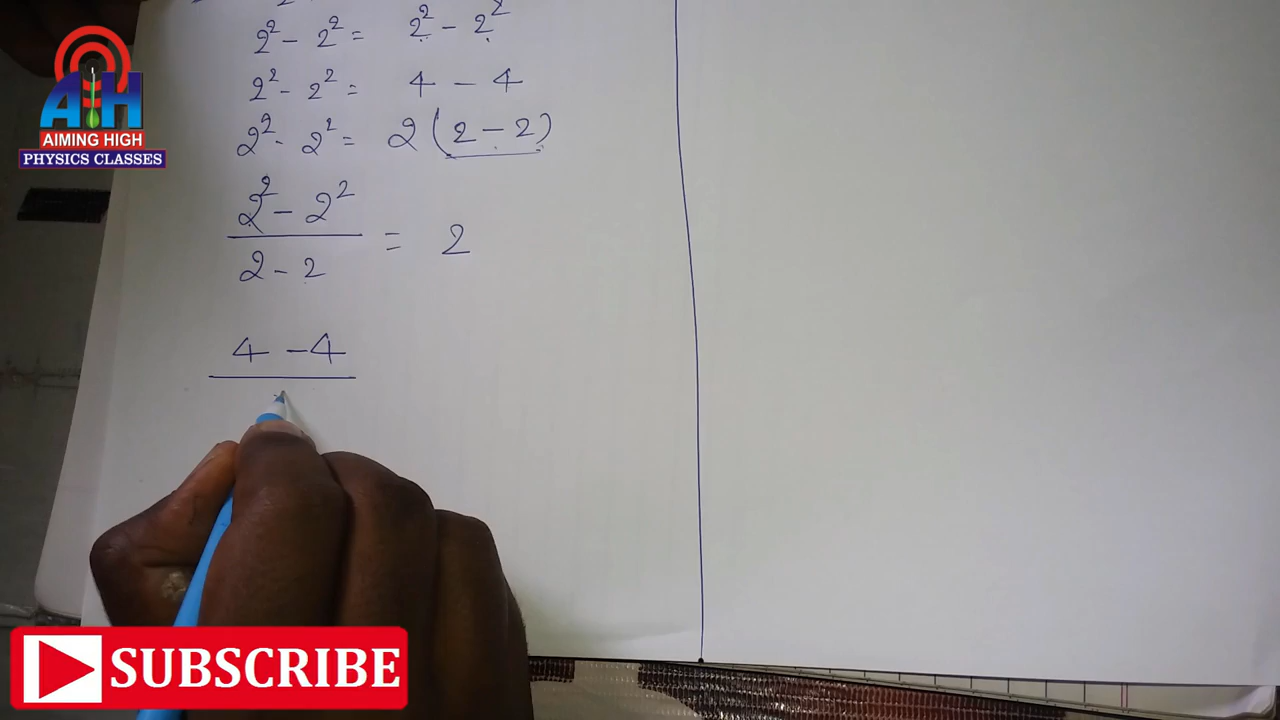 2² - 2² = 2² - 2²
2² - 2² = 4 - 4
2² - 2² = 2 (2 - 2)
2² - 2²
2 - 2
= 2
4 - 4
AH
AIMING HIGH
PHYSICS CLASSES
SUBSCRIBE